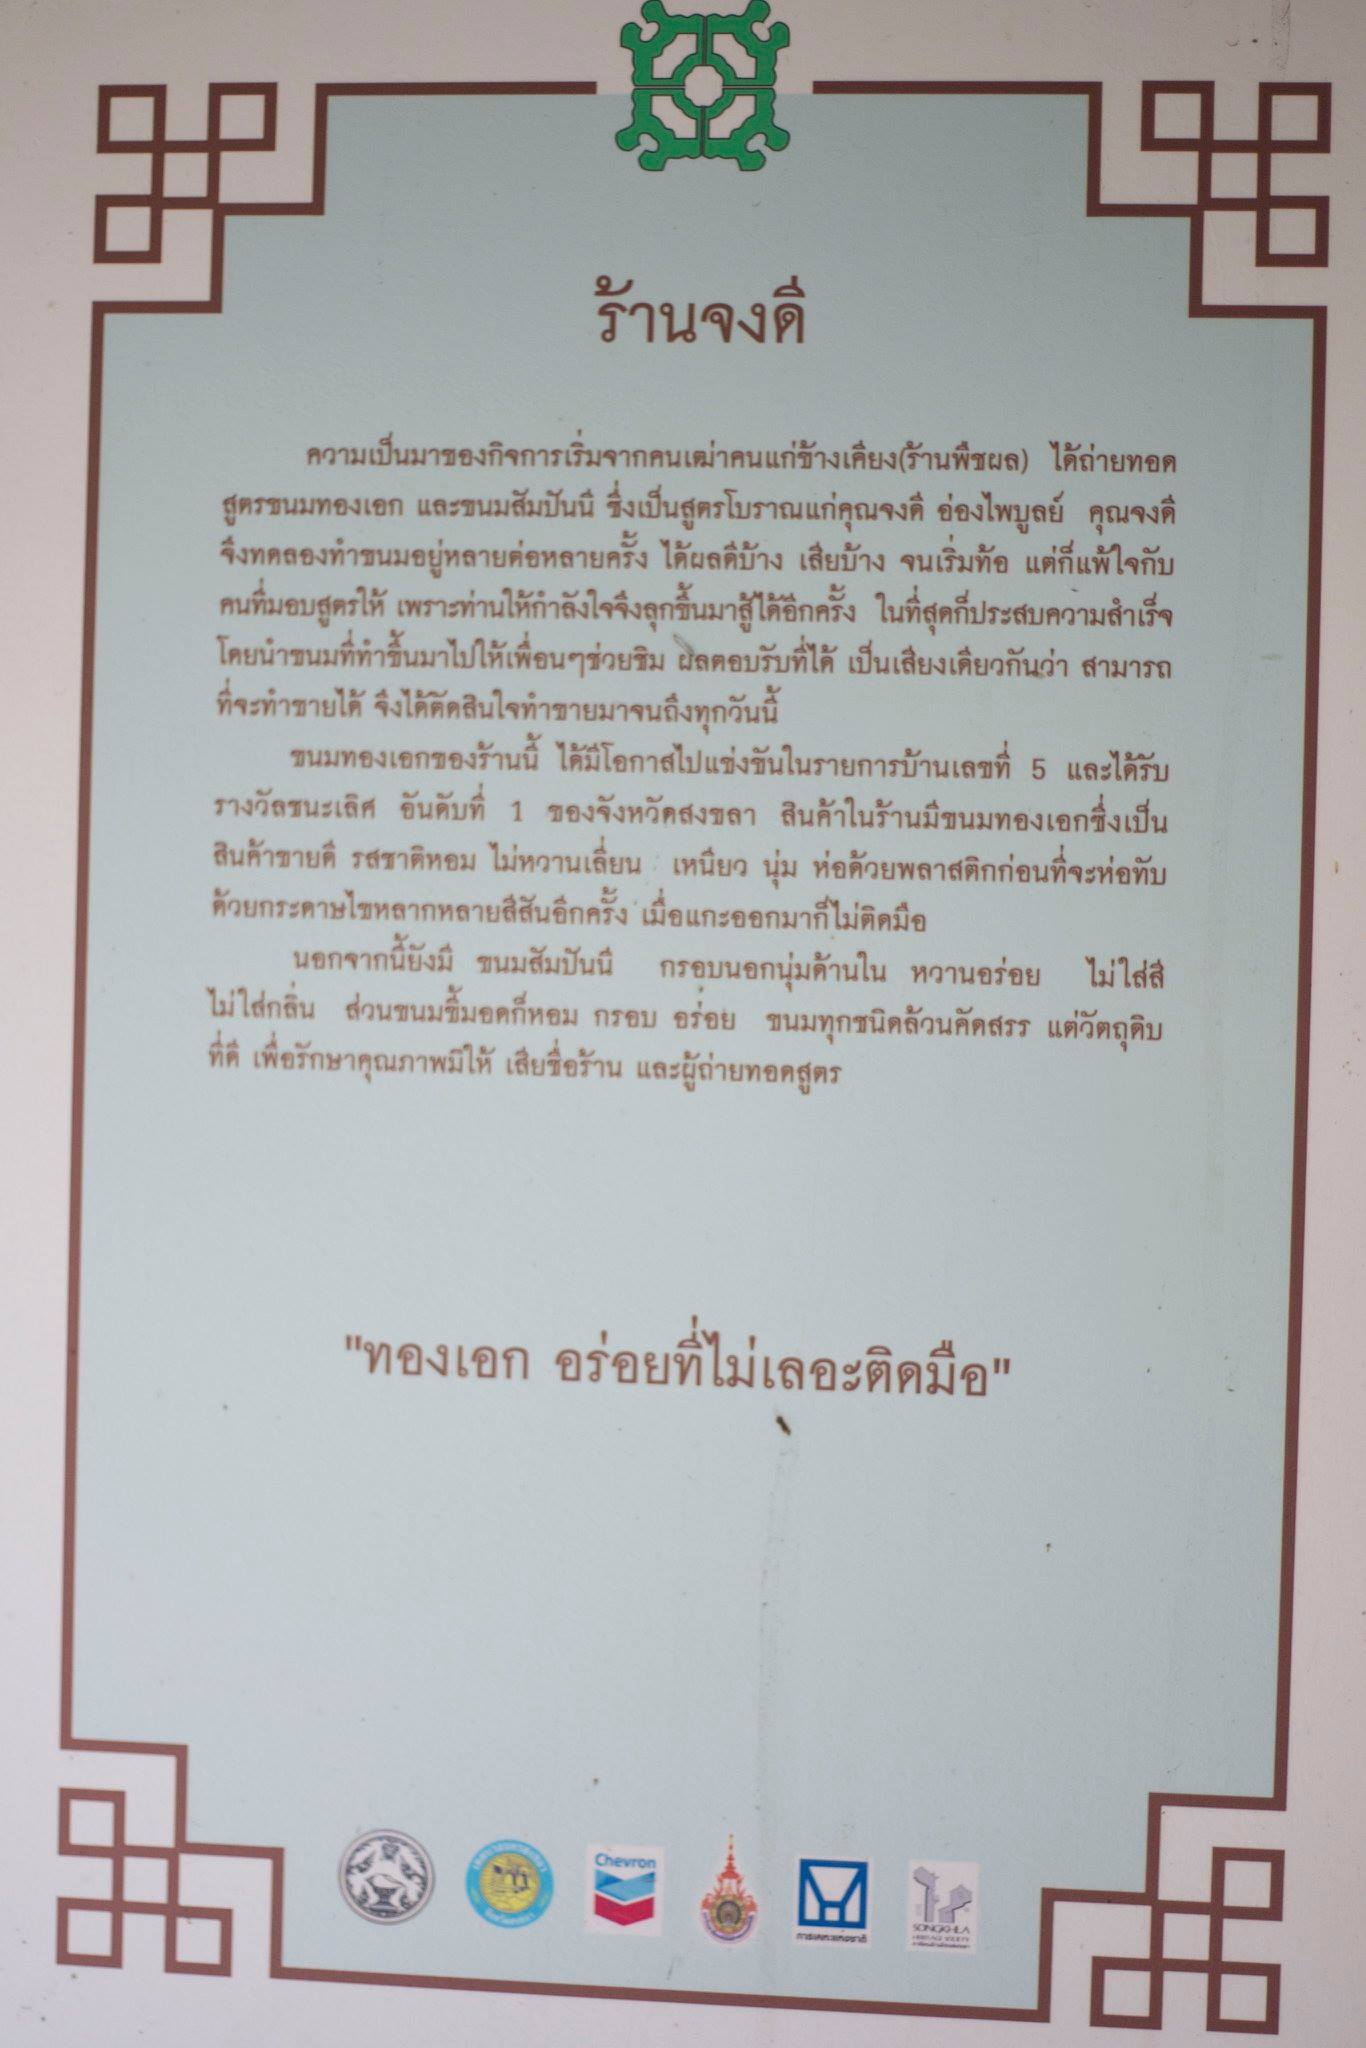 ร้านจงดี
ความเป็นมาของกิจการเริ่มจากคนเฒ่าคนแก่ข้างเคียง(ร้านพืชผล) ได้ถ่ายทอด
สูตรขนมทองเอก และขนมสัมปันนี ซึ่งเป็นสูตรโบราณแก่คุณจงดี อ่องไพบูลย์ คุณจงดี
จึงทดลองทำขนมอยู่หลายต่อหลายครั้ง ได้ผลดีบ้าง เสียบ้าง จนเริ่มท้อ แต่ก็แพ้ใจกับ
คนที่มอบสูตรให้ เพราะท่านให้กำลังใจจึงลุกขึ้นมาสู้ได้อีกครั้ง ในที่สุดก็ประสบความสำเร็จ
โดยนำขนมที่ทำขึ้นมาไปให้เพื่อนๆช่วยชิม ผลตอบรับที่ได้ เป็นเสียงเดียวกันว่า สามารถ
ที่จะทำขายได้ จึงได้ตัดสินใจทำขายมาจนถึงทุกวันนี้
ขนมทองเอกของร้านนี้ ได้มีโอกาสไปแข่งขันในรายการบ้านเลขที่ 5 และได้รับ
รางวัลชนะเลิศ อันดับที่ 1 ของจังหวัดสงขลา สินค้าในร้านมีขนมทองเอกซึ่งเป็น
สินค้าขายดี รสชาติหอม ไม่หวานเลี่ยน เหนียว นุ่ม ห่อด้วยพลาสติกก่อนที่จะห่อทับ
ด้วยกระดาษไขหลากหลายสีสันอีกครั้ง เมื่อแกะออกมาก็ไม่ติดมือ
นอกจากนี้ยังมี ขนมสัมปันนี กรอบนอกนุ่มด้านใน หวานอร่อย ไม่ใส่สี
ไม่ใส่กลิ่น ส่วนขนมขี้มอดก็หอม กรอบ อร่อย ขนมทุกชนิดล้วนคัดสรร แต่วัตถุดิบ
ที่ดี เพื่อรักษาคุณภาพมิให้ เสียชื่อร้าน และผู้ถ่ายทอดสูตร
"ทองเอก อร่อยที่ไม่เลอะติดมือ"
Chevron
การเคหะแห่งชาติ
SONGKHLA
HERITAGE SOCIETY